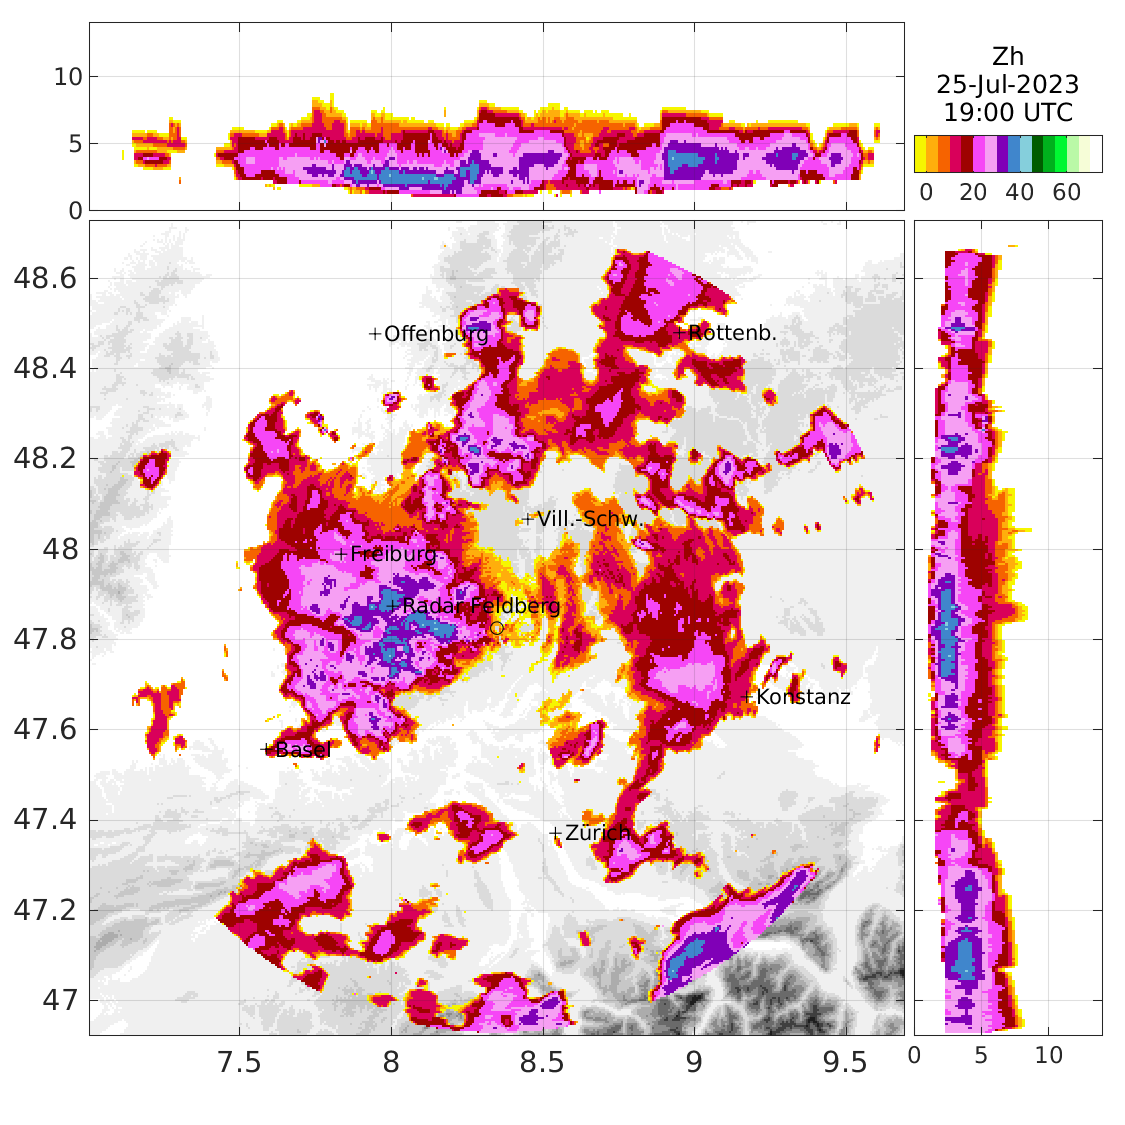 10
5
0
Zh
25-Jul-2023
19:00 UTC
0 20 40 60
48.6
48.4
48.2
48
47.8
47.6
47.4
47.2
47
+Offenburg
+Rottenb.
+Vill.-Schw.
+Freiburg
+Radar Feldberg
+Konstanz
+Basel
+Zürich
7.5 8 8.5 9 9.5
0 5 10